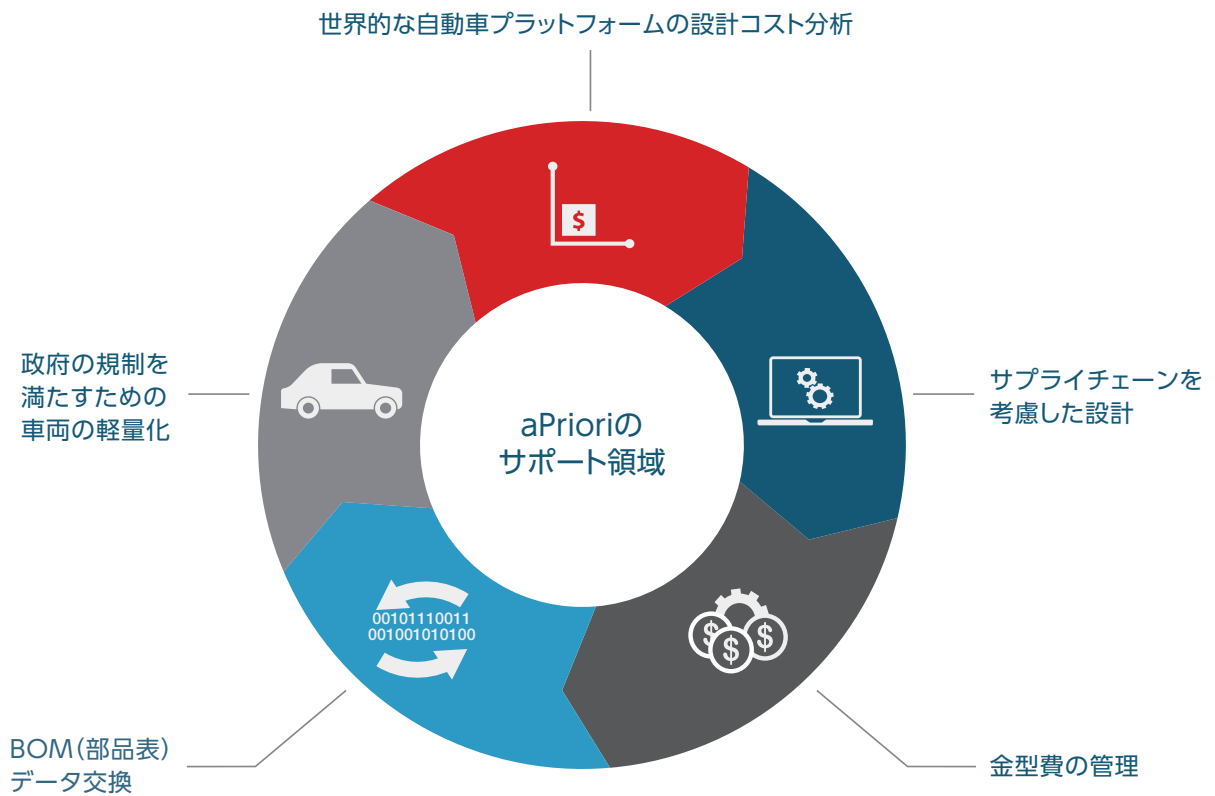 世界的な自動車プラットフォームの設計コスト分析
$
政府の規制を
満たすための
車両の軽量化
aPrioriの
サポート領域
サプライチェーンを
考慮した設計
00101110011
001001010100
$ $ $
BOM（部品表）
データ交換
金型費の管理